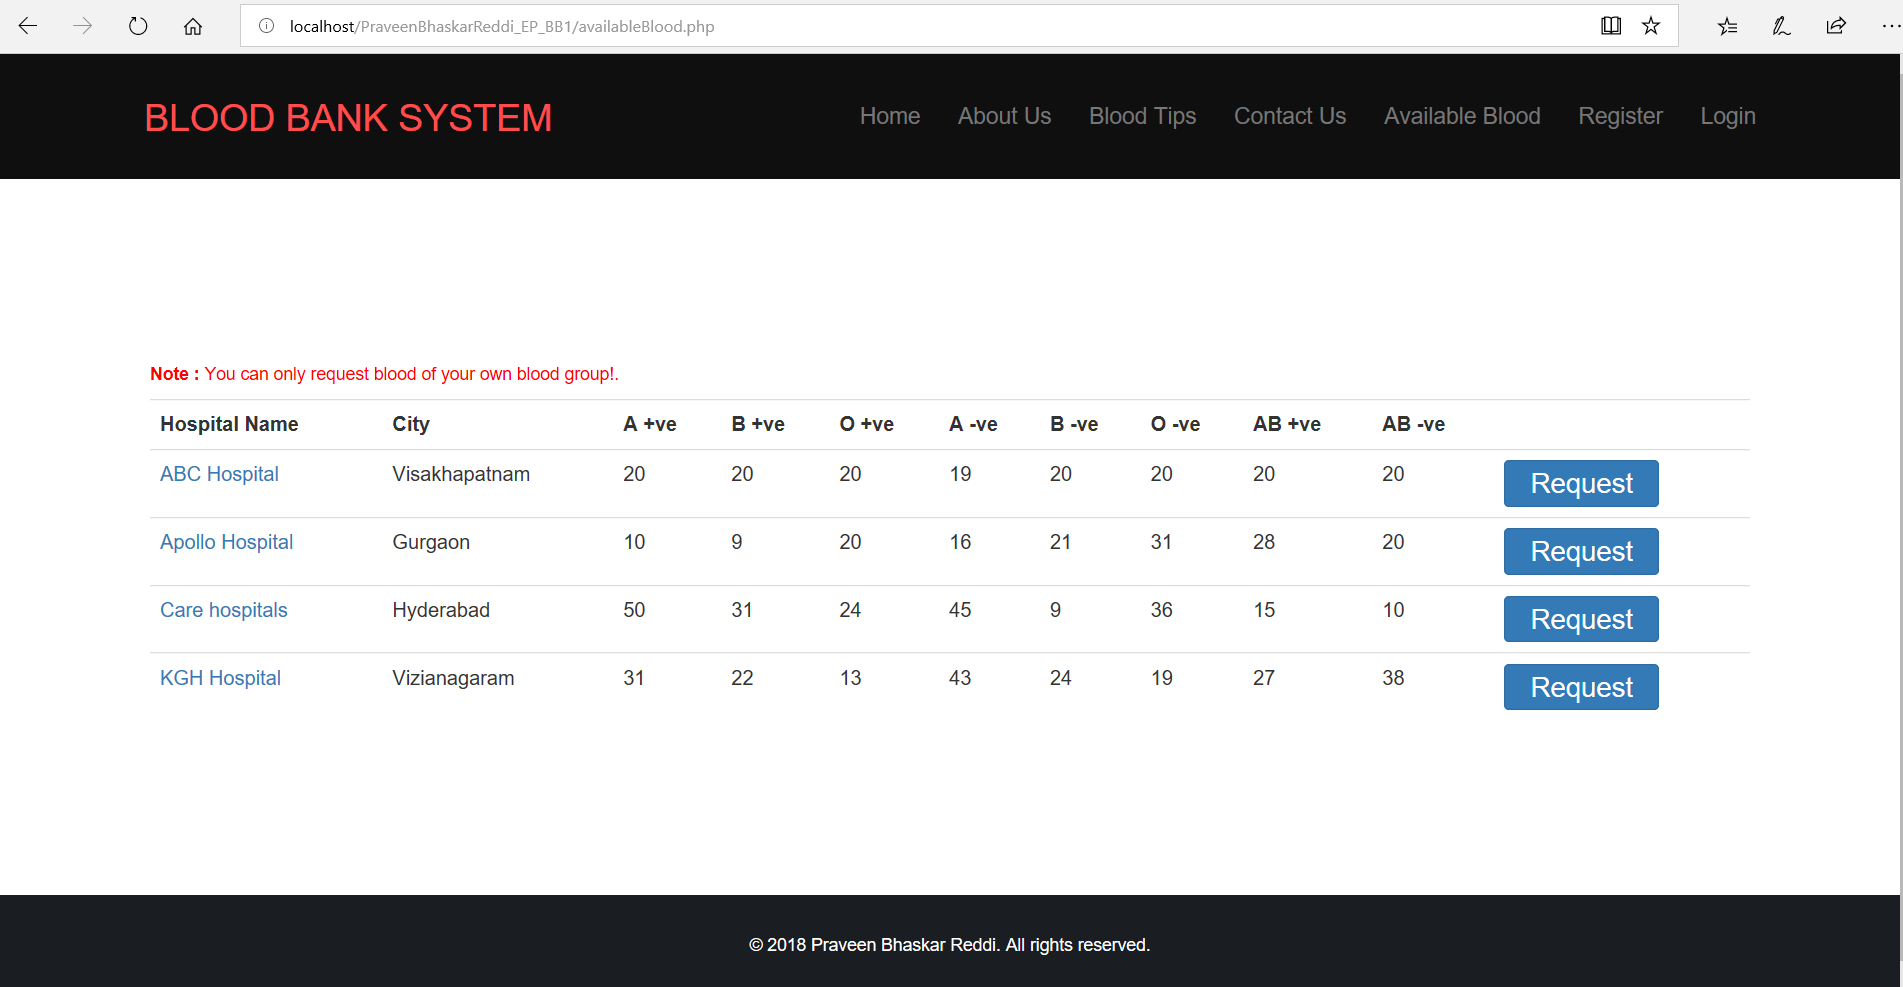 localhost/PraveenBhaskarReddi_EP_BB1/availableBlood.php
BLOOD BANK SYSTEM Home About Us Blood Tips Contact Us Available Blood Register Login
Note : You can only request blood of your own blood group!.
Hospital Name City A +ve B +ve O +ve A -ve B -ve O -ve AB +ve AB -ve
ABC Hospital Visakhapatnam 20 20 20 19 20 20 20 20 Request
Apollo Hospital Gurgaon 10 9 20 16 21 31 28 20 Request
Care hospitals Hyderabad 50 31 24 45 9 36 15 10 Request
KGH Hospital Vizianagaram 31 22 13 43 24 19 27 38 Request
© 2018 Praveen Bhaskar Reddi. All rights reserved.